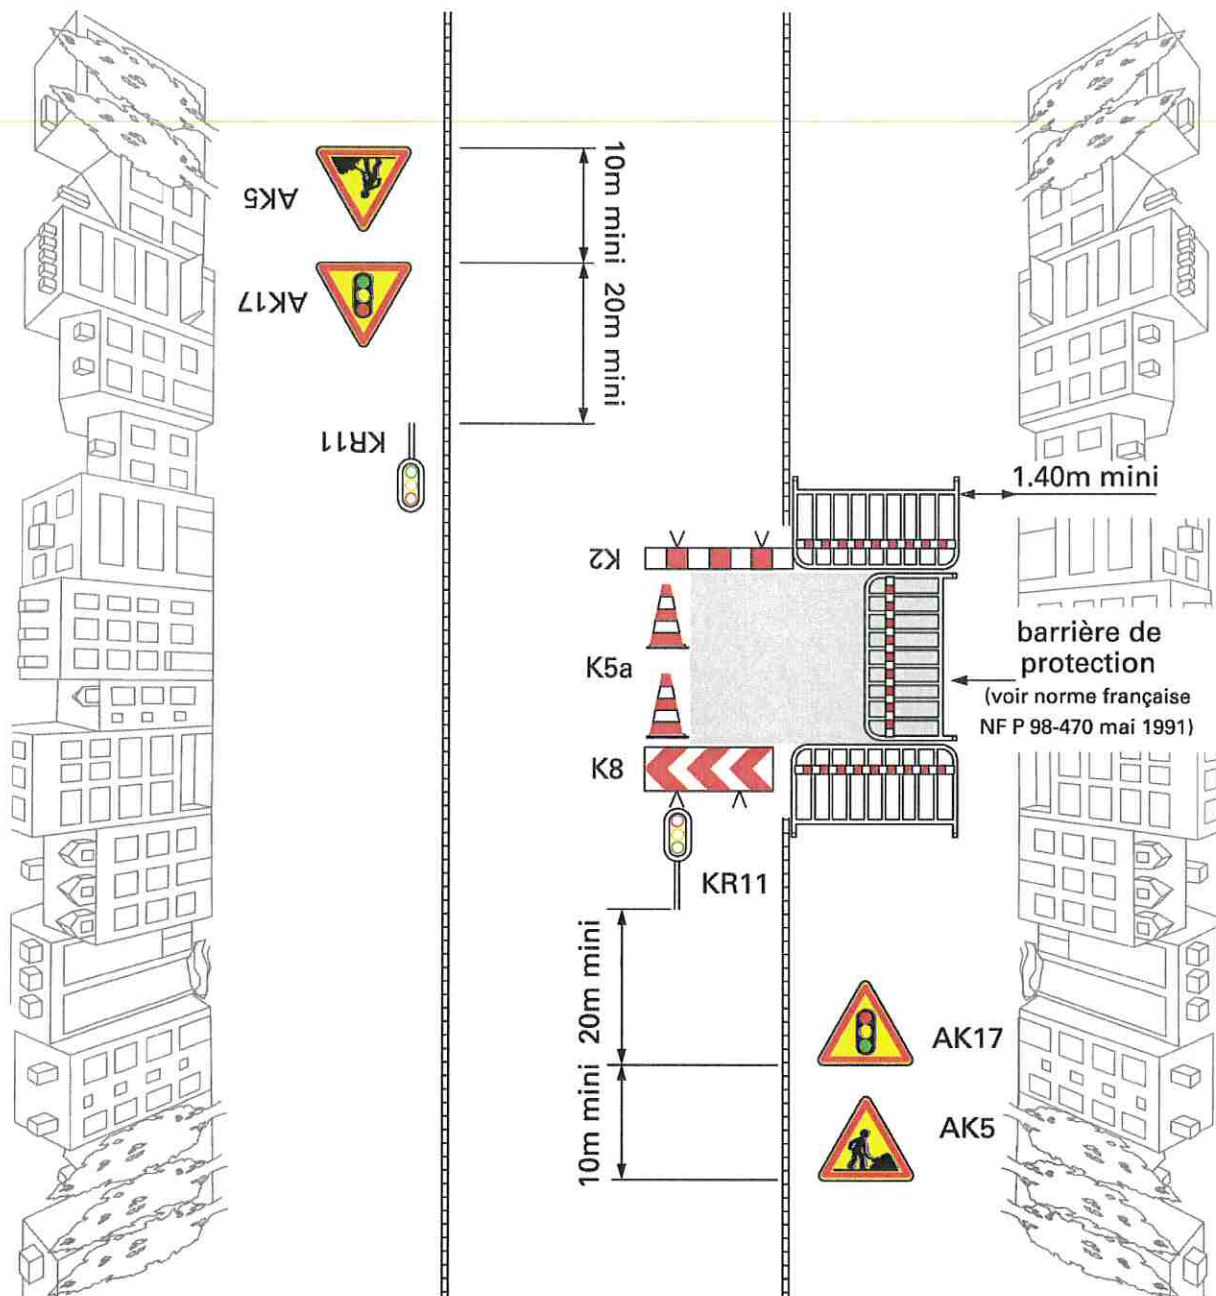 AK5
10m mini
AK17
20m mini
KR11
1.40m mini
K2
K5a
barrière de
protection
(voir norme française
NF P 98-470 mai 1991)
K8
KR11
20m mini
AK17
10m mini
AK5